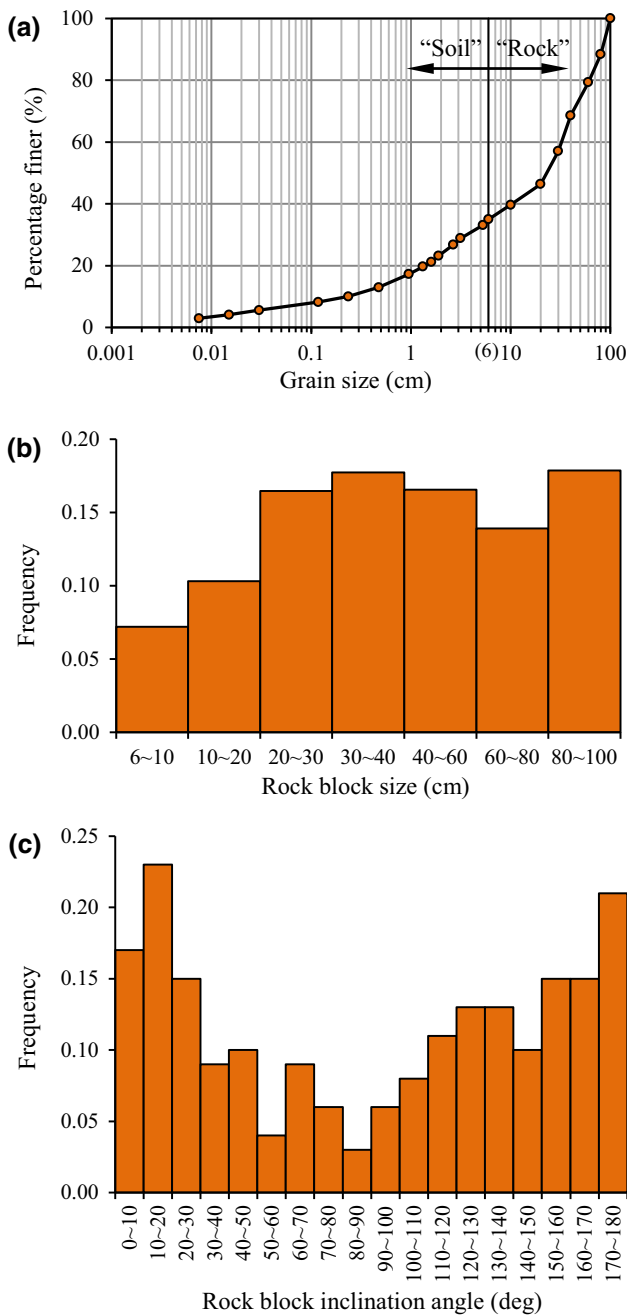 (a)
100
80
60
40
20
0
Percentage finer (%)
“Soil” “Rock”
0.001 0.01 0.1 1 (6) 10 100
Grain size (cm)
(b)
0.20
0.15
0.10
0.05
0.00
Frequency
6~10 10~20 20~30 30~40 40~60 60~80 80~100
Rock block size (cm)
(c)
0.25
0.20
0.15
0.10
0.05
0.00
Frequency
0~10
10~20
20~30
30~40
40~50
50~60
60~70
70~80
80~90
90~100
100~110
110~120
120~130
130~140
140~150
150~160
160~170
170~180
Rock block inclination angle (deg)